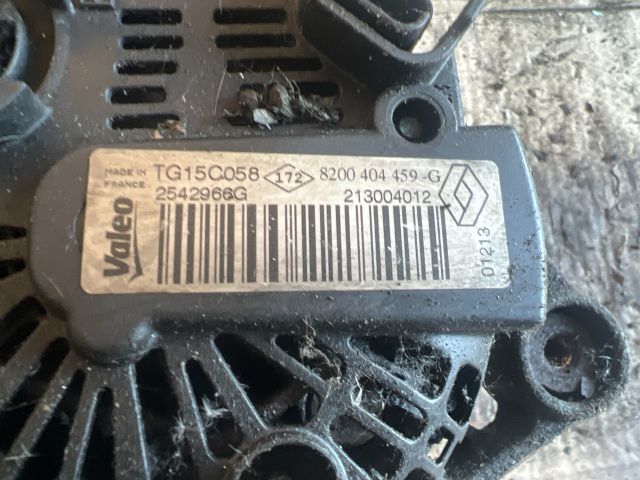 MADE IN FRANCE TG15C058 172 8200 404 459 -G
2542966G 213004012
Valeo
01213